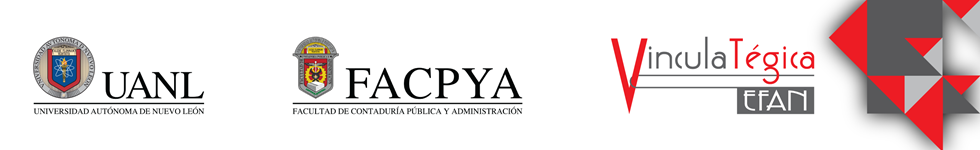 UANL
UNIVERSIDAD AUTÓNOMA DE NUEVO LEÓN
FACPYA
FACULTAD DE CONTADURÍA PÚBLICA Y ADMINISTRACIÓN
VinculaTégica
EFAN